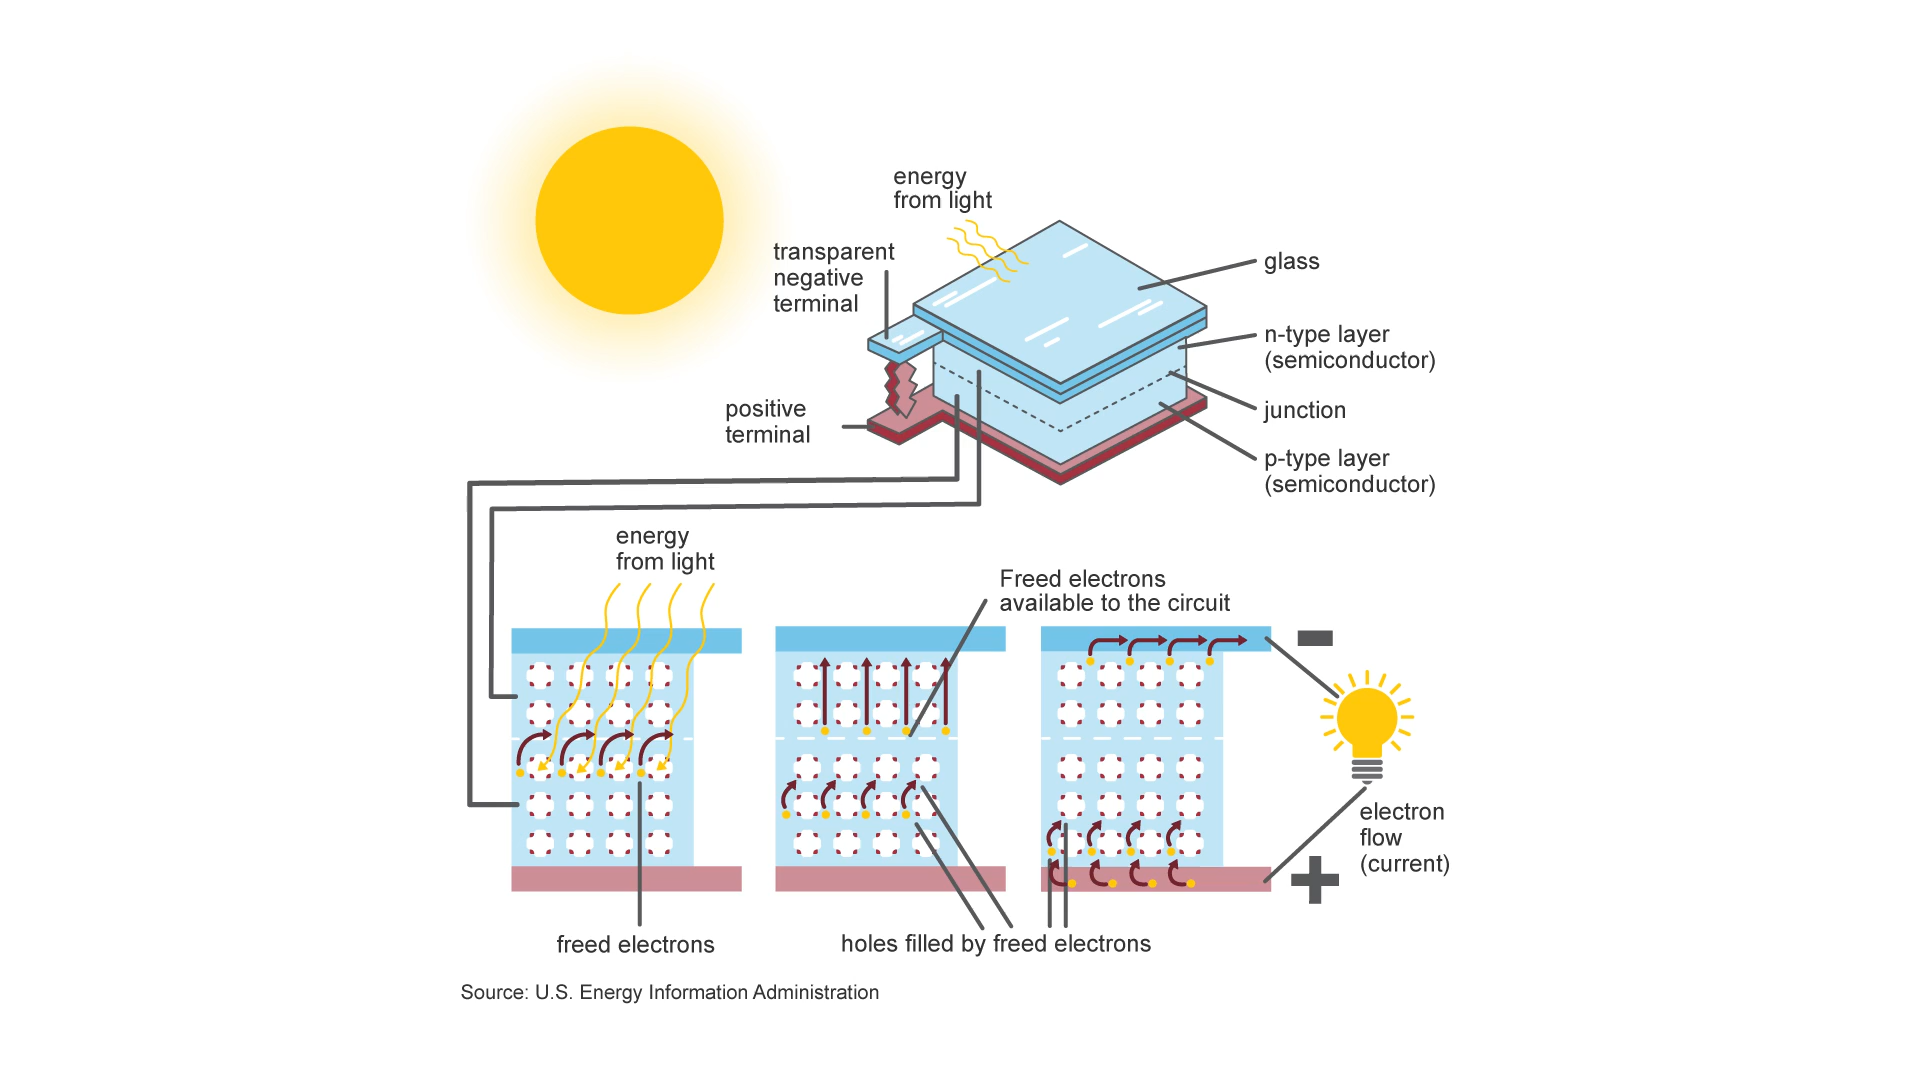 energy
from light
transparent
negative
terminal
glass
n-type layer
(semiconductor)
positive
terminal
junction
p-type layer
(semiconductor)
energy
from light
Freed electrons
available to the circuit
electron
flow
(current)
freed electrons
holes filled by freed electrons
Source: U.S. Energy Information Administration